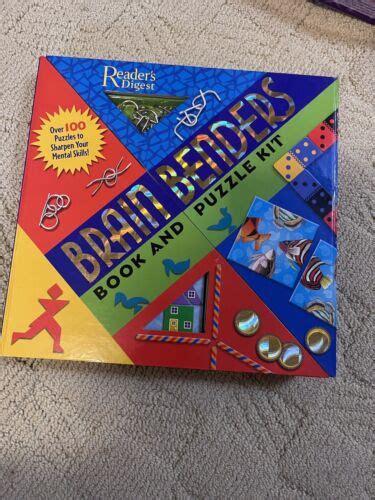 Reader's
Digest
Over 100
Puzzles to
Sharpen Your
Mental Skills!
BRAIN BENDERS
BOOK AND PUZZLE KIT